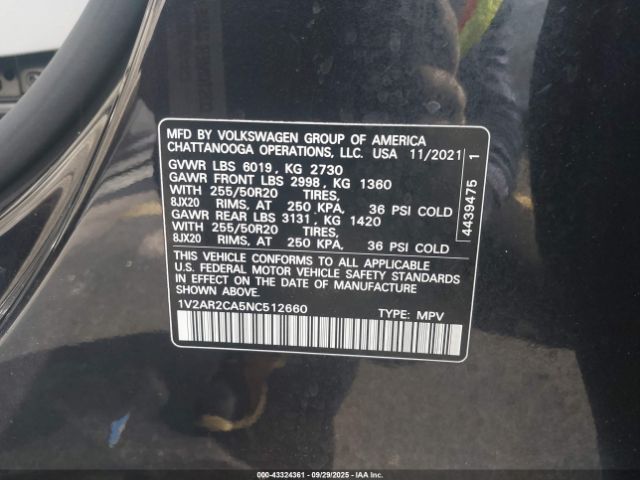 MFD BY VOLKSWAGEN GROUP OF AMERICA
CHATTANOOGA OPERATIONS, LLC. USA 11/2021
GVWR LBS 6019, KG 2730
GAWR FRONT LBS 2998, KG 1360
WITH 255/50R20 TIRES,
8JX20 RIMS, AT 250 KPA, 36 PSI COLD
GAWR REAR LBS 3131, KG 1420
WITH 255/50R20 TIRES,
8JX20 RIMS, AT 250 KPA, 36 PSI COLD
THIS VEHICLE CONFORMS TO ALL APPLICABLE
U.S. FEDERAL MOTOR VEHICLE SAFETY STANDARDS
IN EFFECT ON THE DATE OF MANUFACTURE
SHOWN ABOVE.
1V2AR2CA5NC512660 TYPE: MPV
4439475 1
000-43324361 - 09/29/2025 - IAA, Inc.